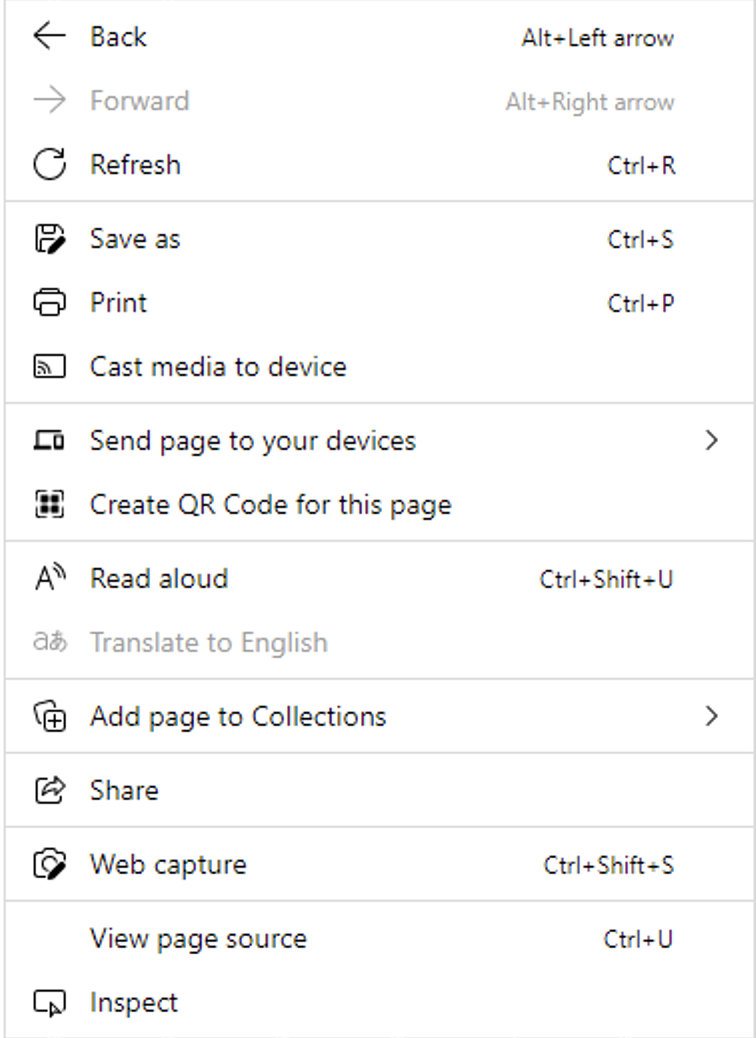 Back Alt+Left arrow
Forward Alt+Right arrow
Refresh Ctrl+R
Save as Ctrl+S
Print Ctrl+P
Cast media to device
Send page to your devices
Create QR Code for this page
Read aloud Ctrl+Shift+U
aあ Translate to English
Add page to Collections
Share
Web capture Ctrl+Shift+S
View page source Ctrl+U
Inspect